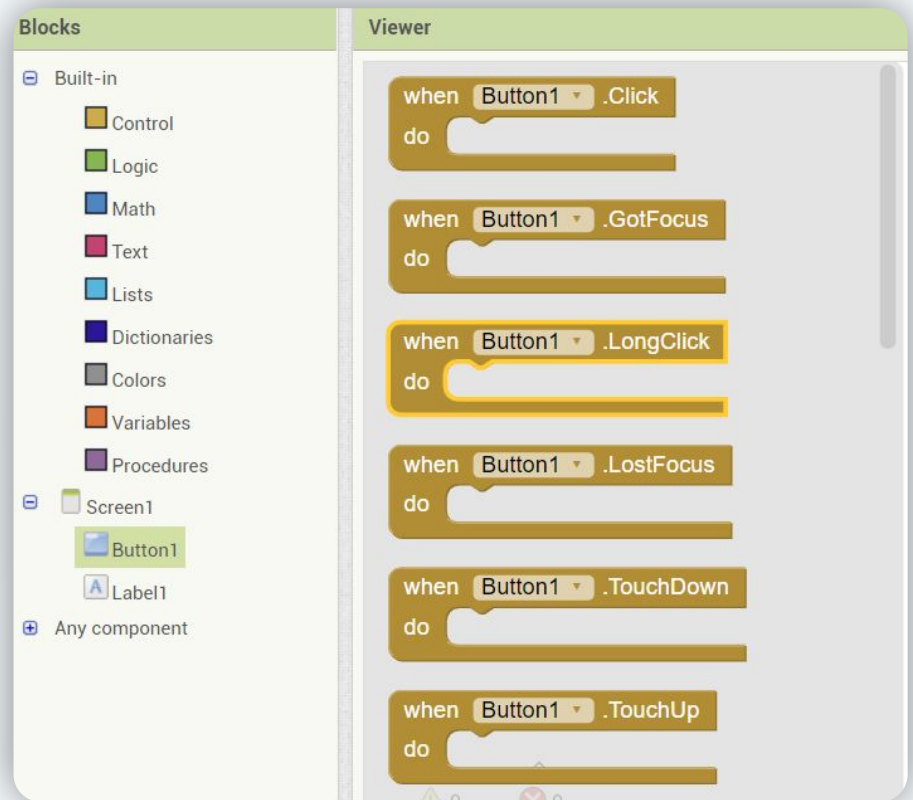 Blocks
Viewer
Built-in
Control
Logic
Math
Text
Lists
Dictionaries
Colors
Variables
Procedures
Screen1
Button1
A Label1
Any component
when Button1 .Click
do
when Button1 .GotFocus
do
when Button1 .LongClick
do
when Button1 .LostFocus
do
when Button1 .TouchDown
do
when Button1 .TouchUp
do